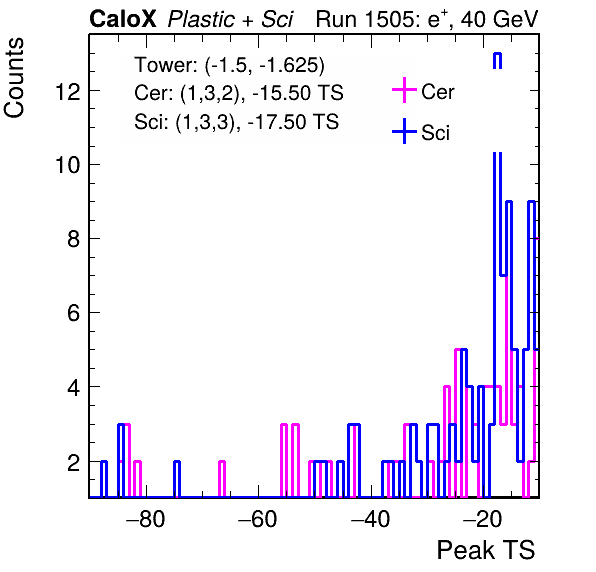 CaloX Plastic + Sci Run 1505: e⁺, 40 GeV
Counts
Tower: (-1.5, -1.625)
Cer: (1,3,2), -15.50 TS
Sci: (1,3,3), -17.50 TS
Cer
Sci
12
10
8
6
4
2
−80 −60 −40 −20
Peak TS